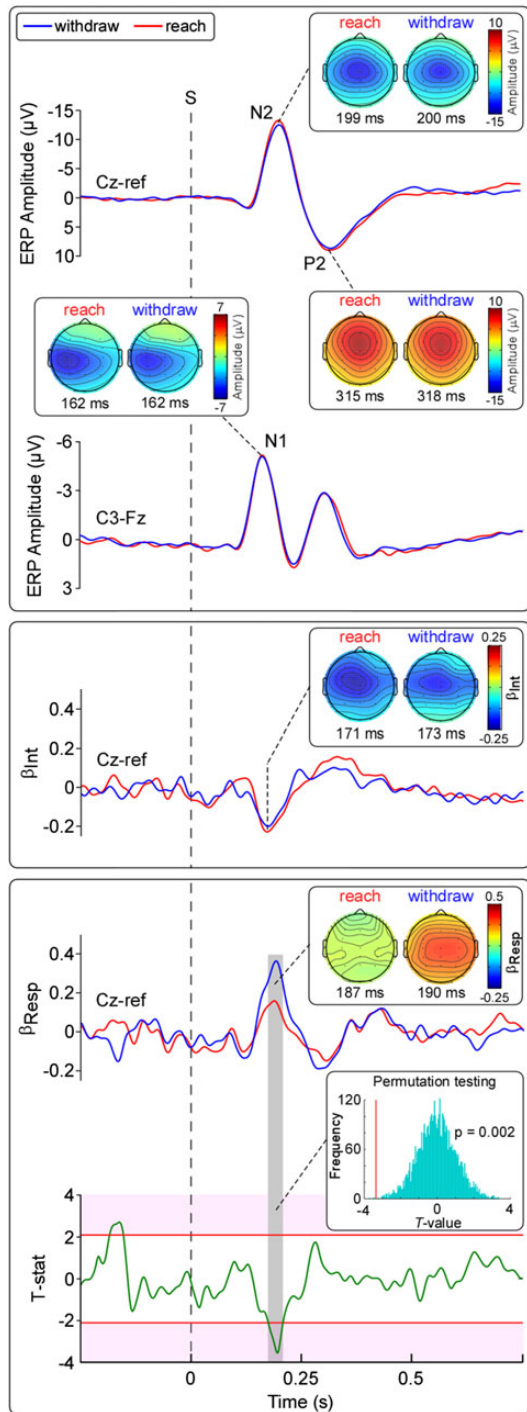 withdraw reach
reach withdraw
10
Amplitude (µV)
-15
199 ms 200 ms
S
N2
-15
-10
-5
0
5
10
ERP Amplitude (µV)
Cz-ref
P2
reach withdraw
7
Amplitude (µV)
-7
162 ms 162 ms
reach withdraw
10
Amplitude (µV)
-15
315 ms 318 ms
N1
-6
-3
0
3
ERP Amplitude (µV)
C3-Fz
reach withdraw
0.25
βInt
-0.25
171 ms 173 ms
0.4
0.2
0
-0.2
βInt
Cz-ref
reach withdraw
0.5
βResp
-0.25
187 ms 190 ms
0.4
0.2
0
-0.2
βResp
Cz-ref
Permutation testing
120
60
0
Frequency
p = 0.002
-4 0 4
T-value
4
2
0
-2
-4
T-stat
0 0.25 0.5
Time (s)